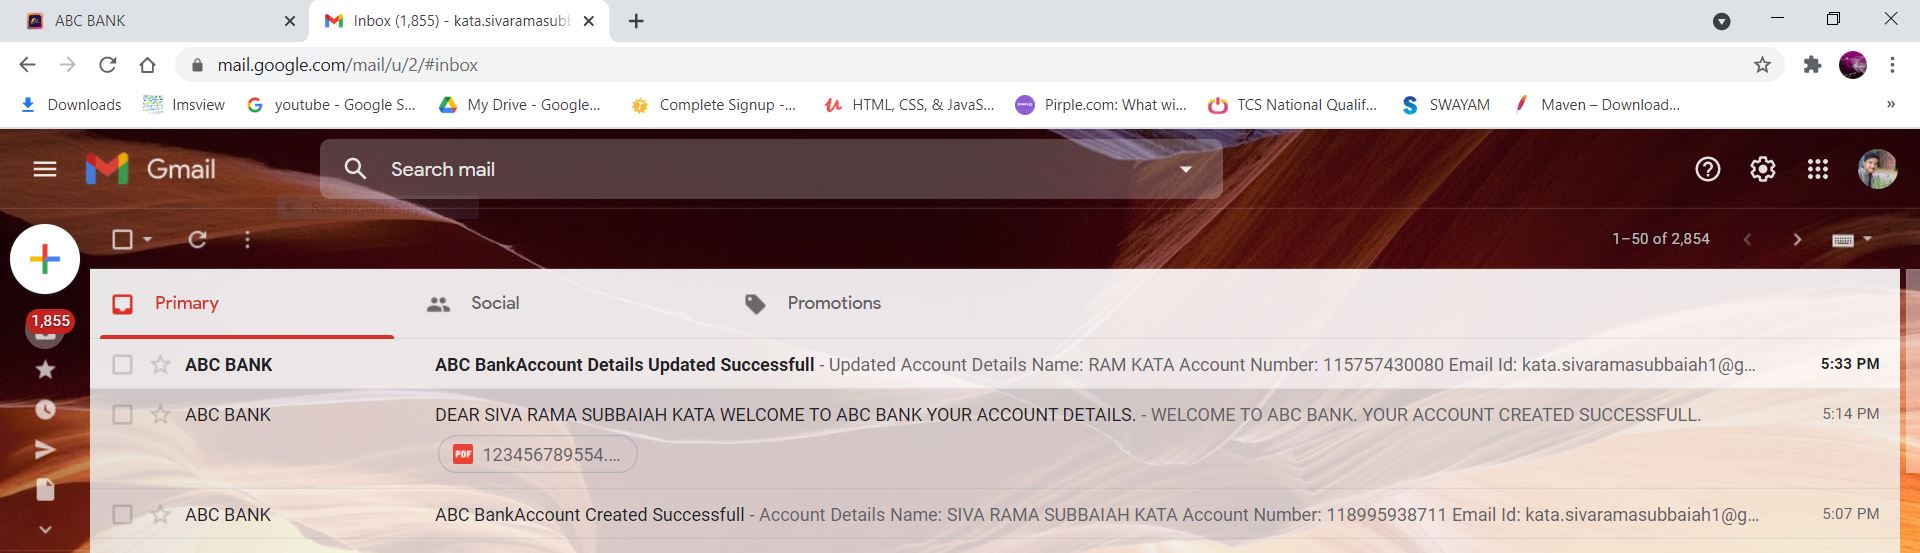 ABC BANK
Inbox (1,855) - kata.sivaramasubb
mail.google.com/mail/u/2/#inbox
Downloads Imsview youtube - Google S... My Drive - Google... Complete Signup -... HTML, CSS, & JavaS... Pirple.com: What wi... TCS National Qualif... SWAYAM Maven – Download... »
Gmail
Search mail
Rectangular Snip
1–50 of 2,854
Primary Social Promotions
1,855
ABC BANK ABC BankAccount Details Updated Successfull - Updated Account Details Name: RAM KATA Account Number: 115757430080 Email Id: kata.sivaramasubbaiah1@g... 5:33 PM
ABC BANK DEAR SIVA RAMA SUBBAIAH KATA WELCOME TO ABC BANK YOUR ACCOUNT DETAILS. - WELCOME TO ABC BANK. YOUR ACCOUNT CREATED SUCCESSFULL. 5:14 PM
PDF 123456789554....
ABC BANK ABC BankAccount Created Successfull - Account Details Name: SIVA RAMA SUBBAIAH KATA Account Number: 118995938711 Email Id: kata.sivaramasubbaiah1@g... 5:07 PM